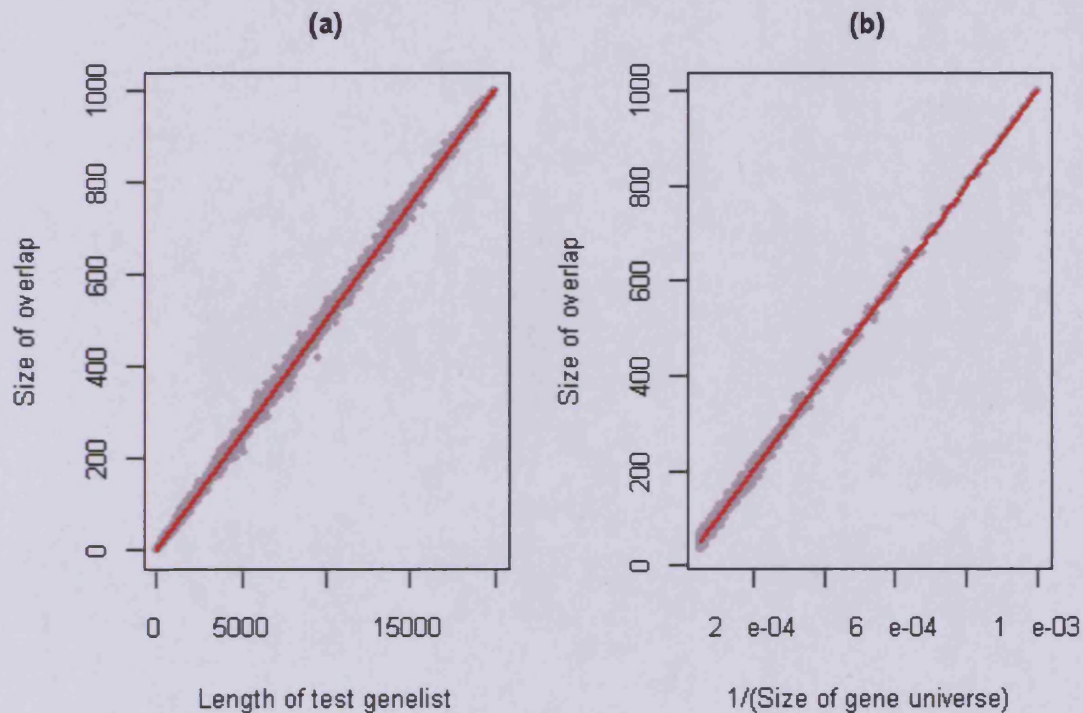 (a)
Size of overlap
1000
800
600
400
200
0
0 5000 15000
Length of test genelist
(b)
Size of overlap
1000
800
600
400
200
0
2 e-04 6 e-04 1 e-03
1/(Size of gene universe)